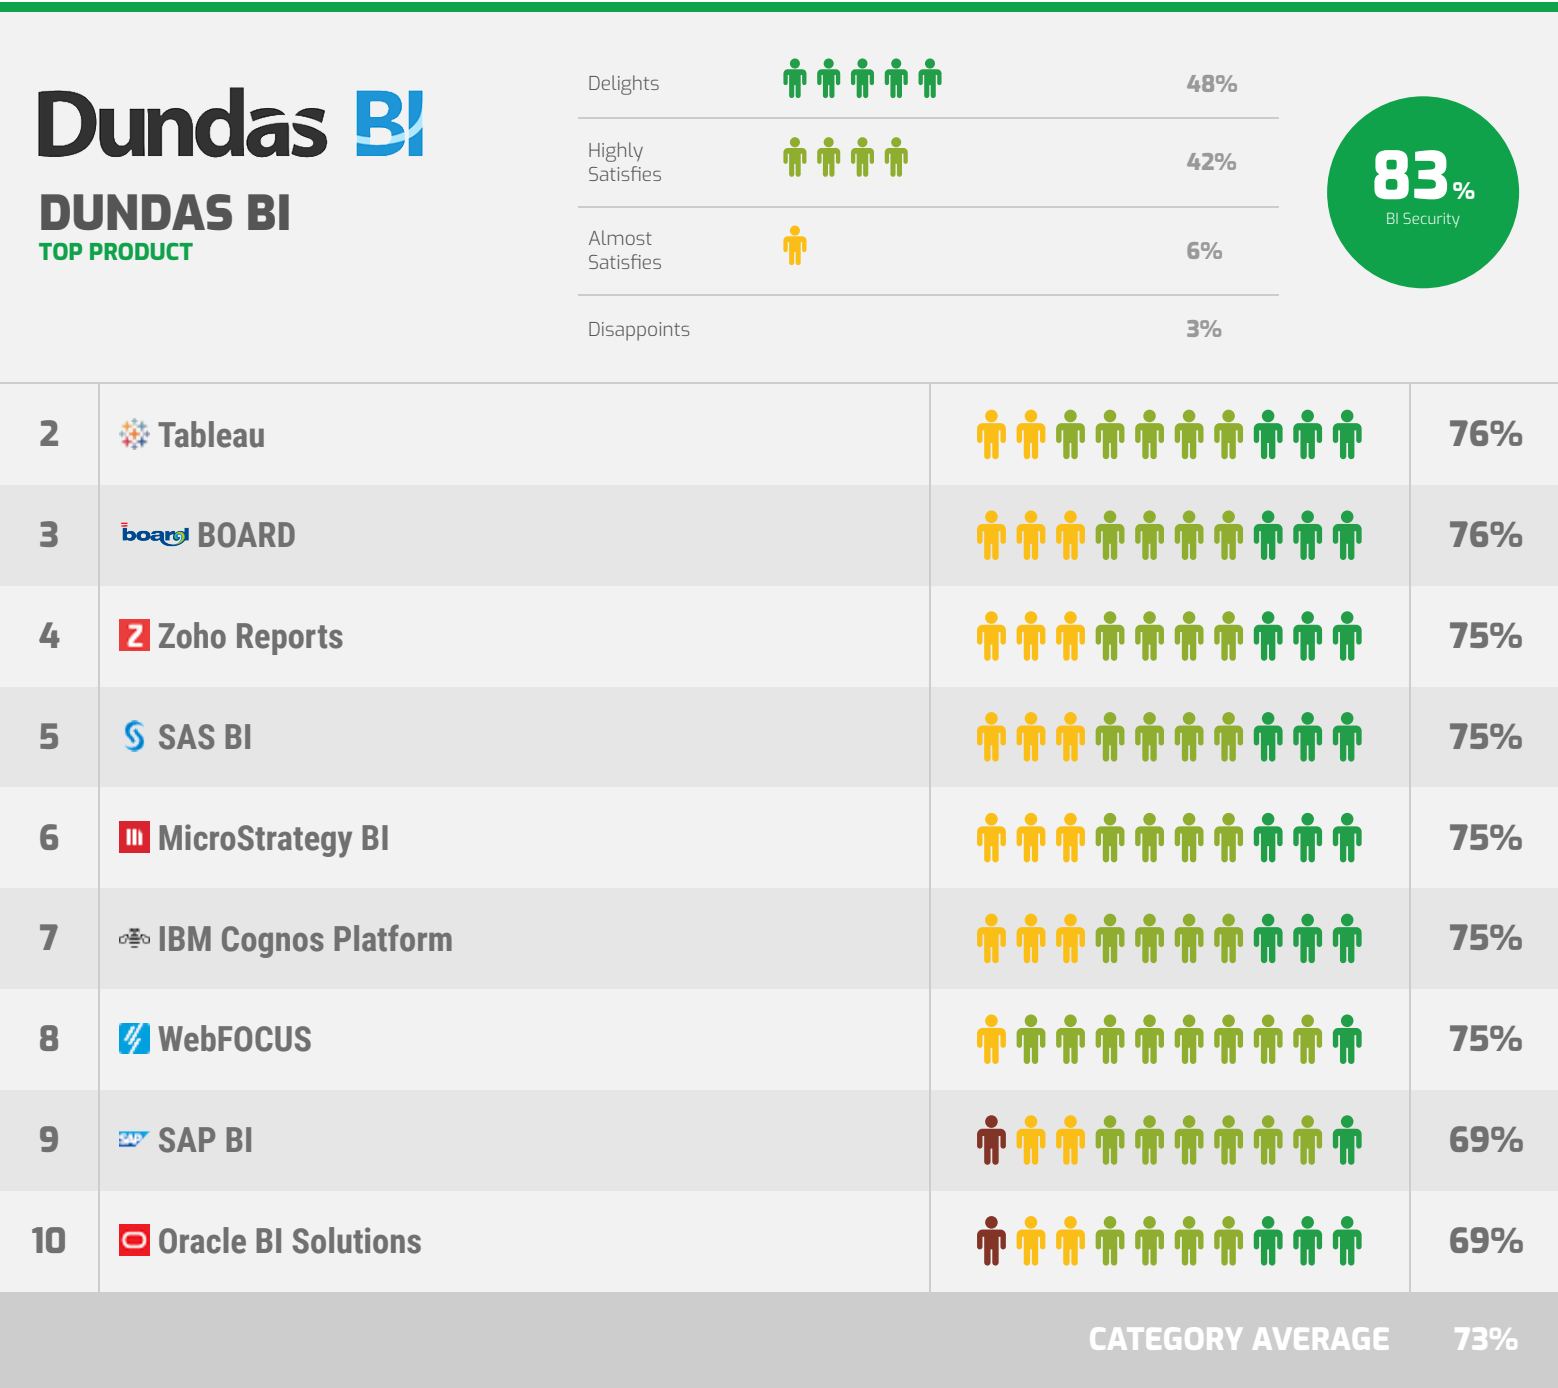 Dundas BI
DUNDAS BI
TOP PRODUCT
Delights 48%
Highly
Satisfies 42%
Almost
Satisfies 6%
Disappoints 3%
83%
BI Security
2 Tableau 76%
3 board BOARD 76%
4 Z Zoho Reports 75%
5 SAS BI 75%
6 MicroStrategy BI 75%
7 IBM Cognos Platform 75%
8 WebFOCUS 75%
9 SAP SAP BI 69%
10 Oracle BI Solutions 69%
CATEGORY AVERAGE 73%